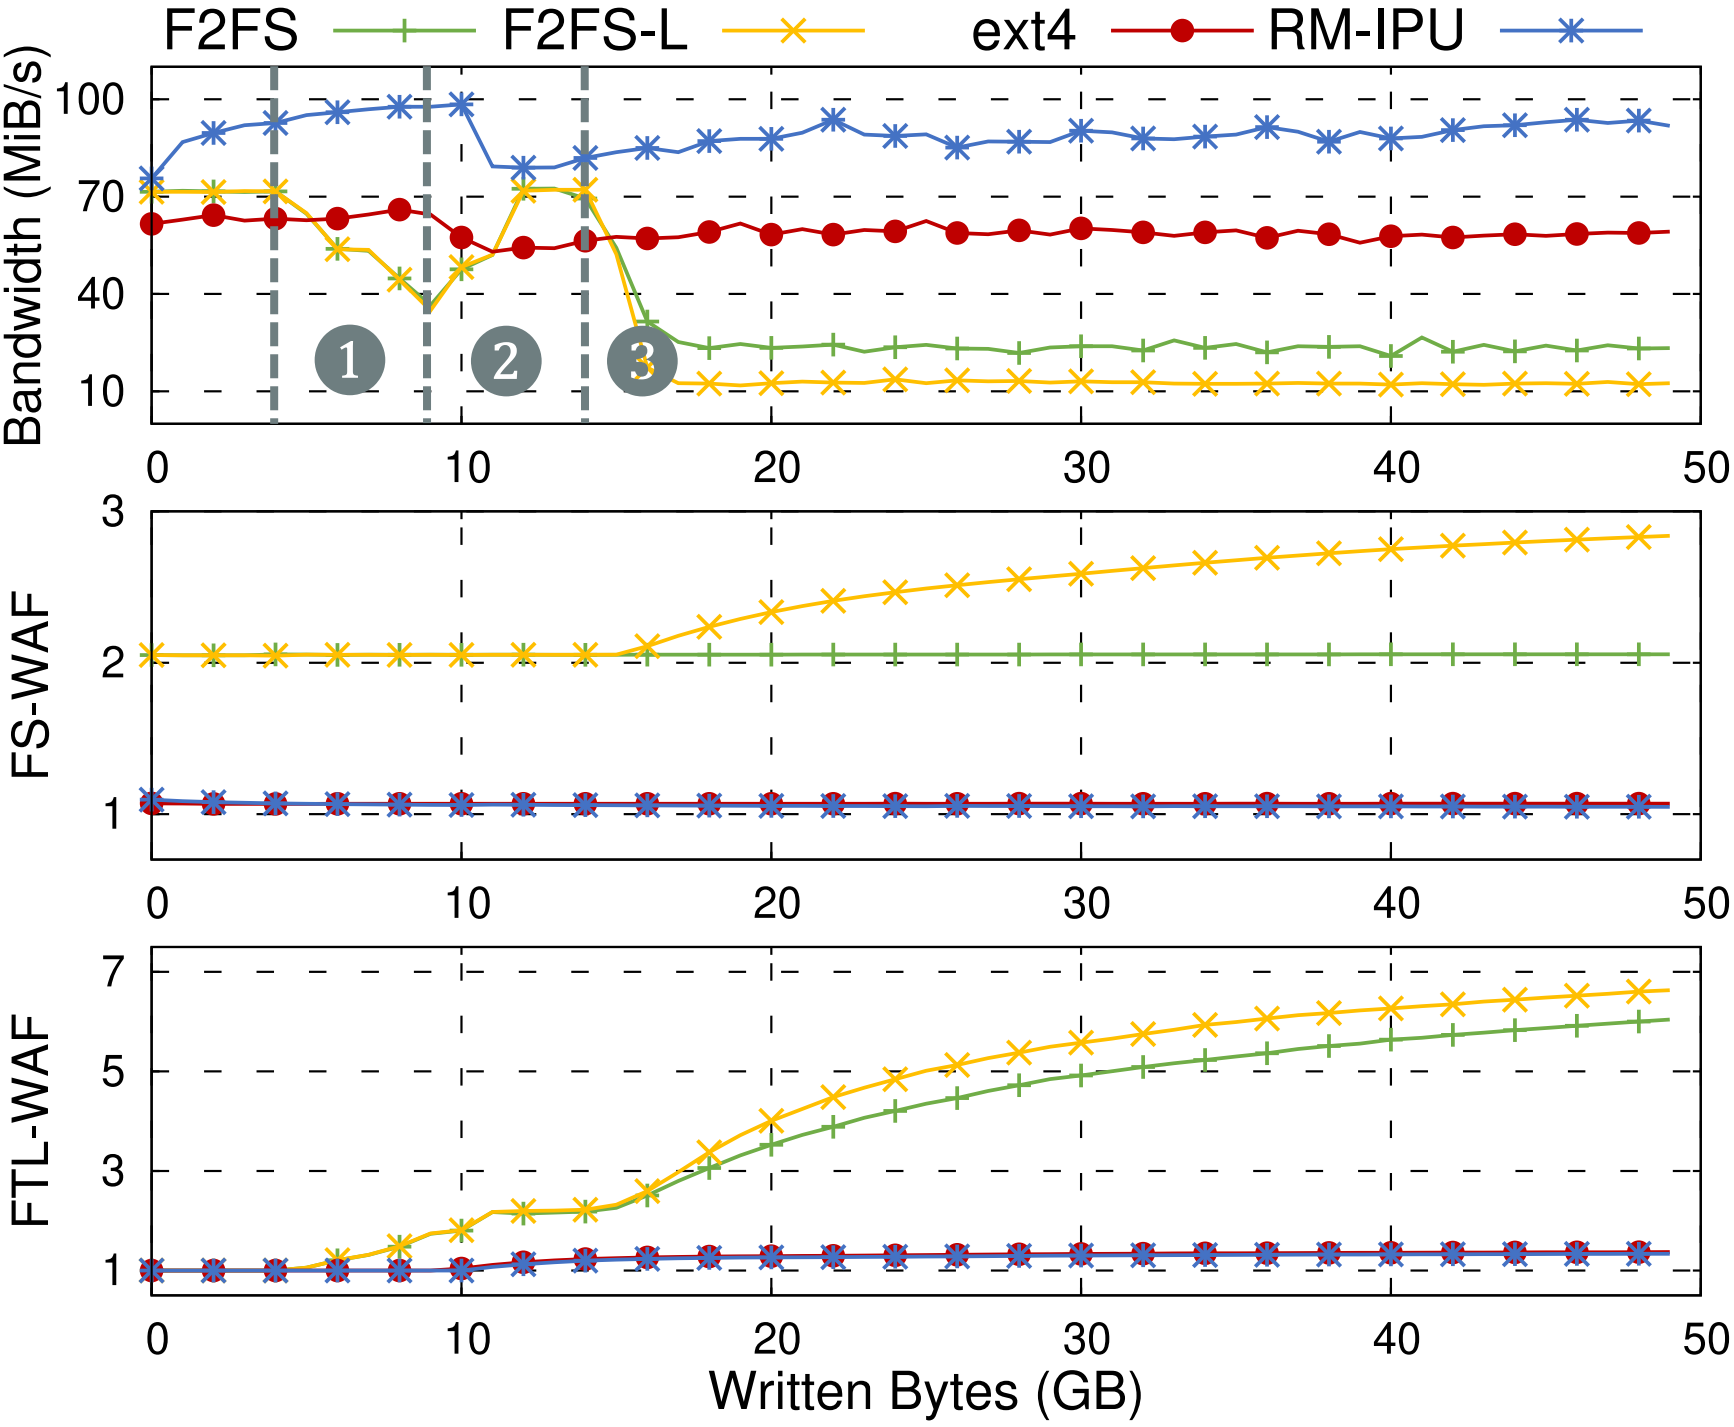 F2FS F2FS-L ext4 RM-IPU
Bandwidth (MiB/s)
100
70
40
10
1 2 3
0 10 20 30 40 50
FS-WAF
3
2
1
0 10 20 30 40 50
FTL-WAF
7
5
3
1
0 10 20 30 40 50
Written Bytes (GB)